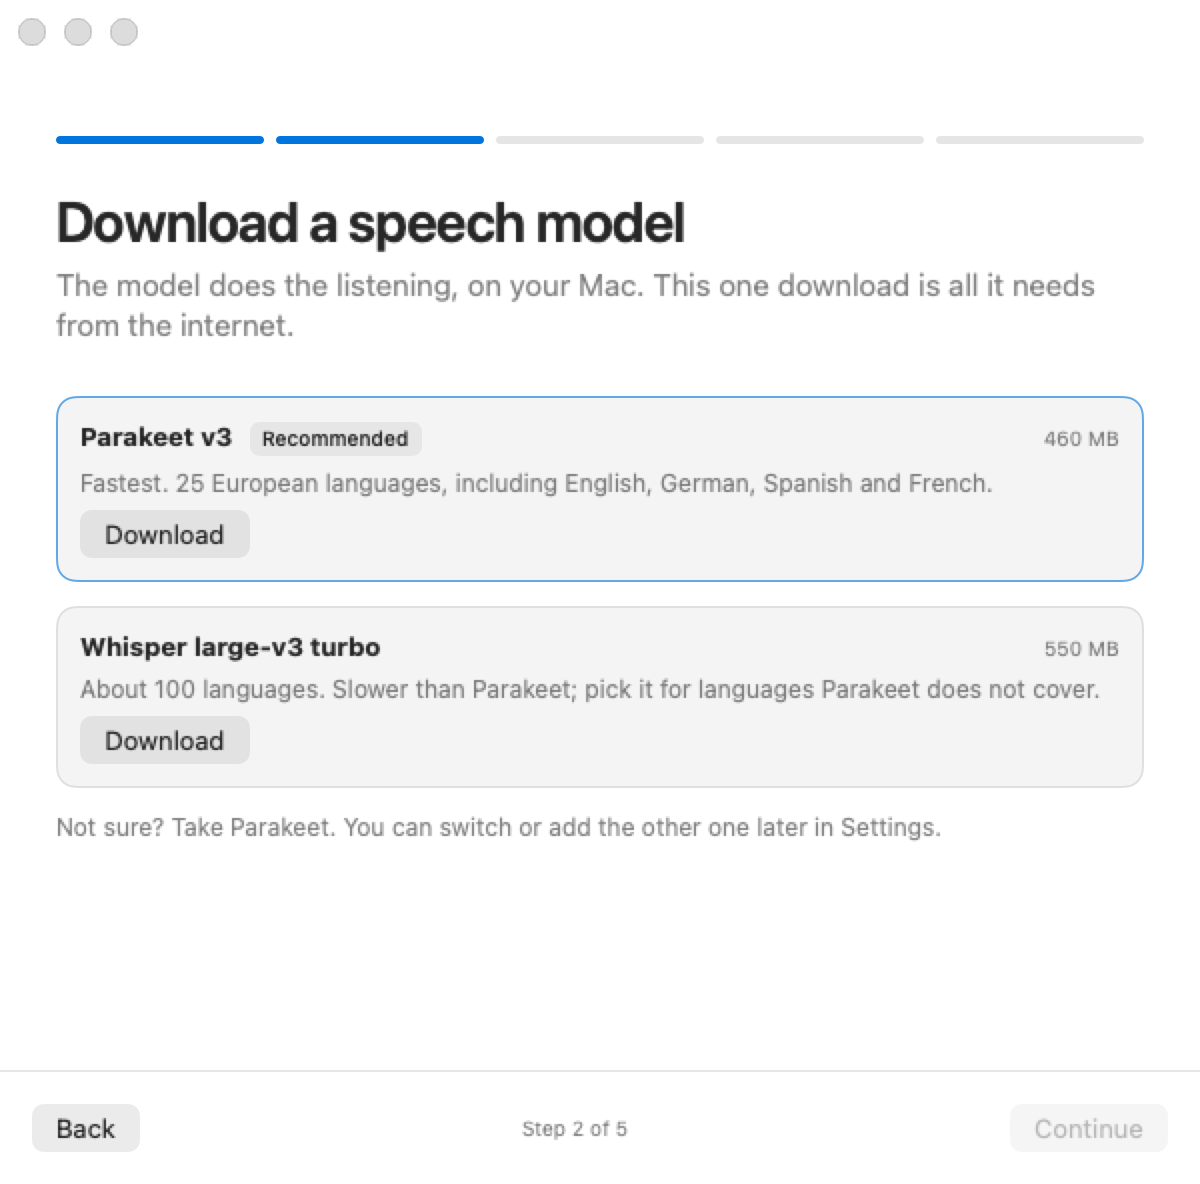 Download a speech model
The model does the listening, on your Mac. This one download is all it needs
from the internet.
Parakeet v3 Recommended 460 MB
Fastest. 25 European languages, including English, German, Spanish and French.
Download
Whisper large-v3 turbo 550 MB
About 100 languages. Slower than Parakeet; pick it for languages Parakeet does not cover.
Download
Not sure? Take Parakeet. You can switch or add the other one later in Settings.
Back Step 2 of 5 Continue